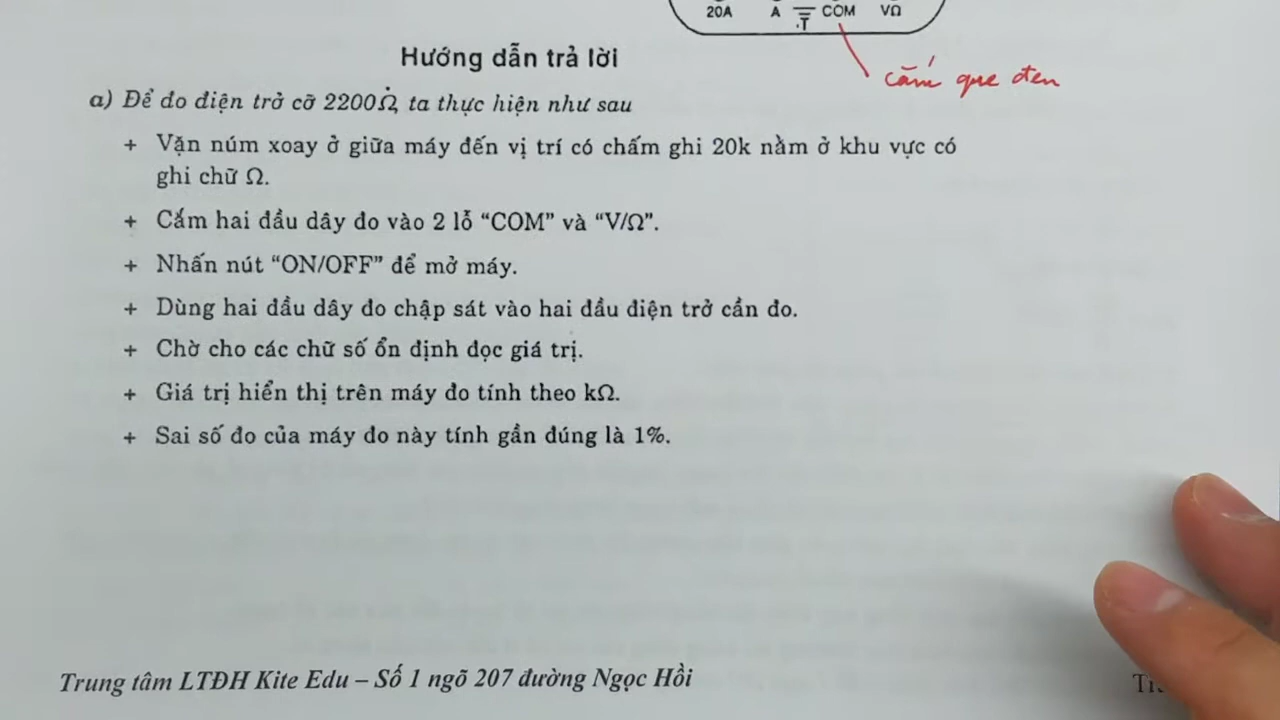 20A A COM VΩ
cắm que đen
Hướng dẫn trả lời
a) Để đo điện trở cỡ 2200Ω, ta thực hiện như sau
+ Vặn núm xoay ở giữa máy đến vị trí có chấm ghi 20k nằm ở khu vực có
ghi chữ Ω.
+ Cắm hai đầu dây đo vào 2 lỗ “COM” và “V/Ω”.
+ Nhấn nút “ON/OFF” để mở máy.
+ Dùng hai đầu dây đo chập sát vào hai đầu điện trở cần đo.
+ Chờ cho các chữ số ổn định đọc giá trị.
+ Giá trị hiển thị trên máy đo tính theo kΩ.
+ Sai số đo của máy đo này tính gần đúng là 1%.
Trung tâm LTĐH Kite Edu – Số 1 ngõ 207 đường Ngọc Hồi